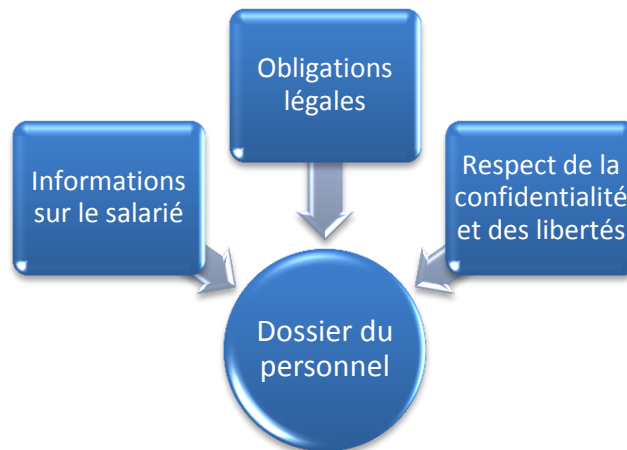 Obligations
légales
Informations
sur le salarié
Respect de la
confidentialité
et des libertés
Dossier du
personnel